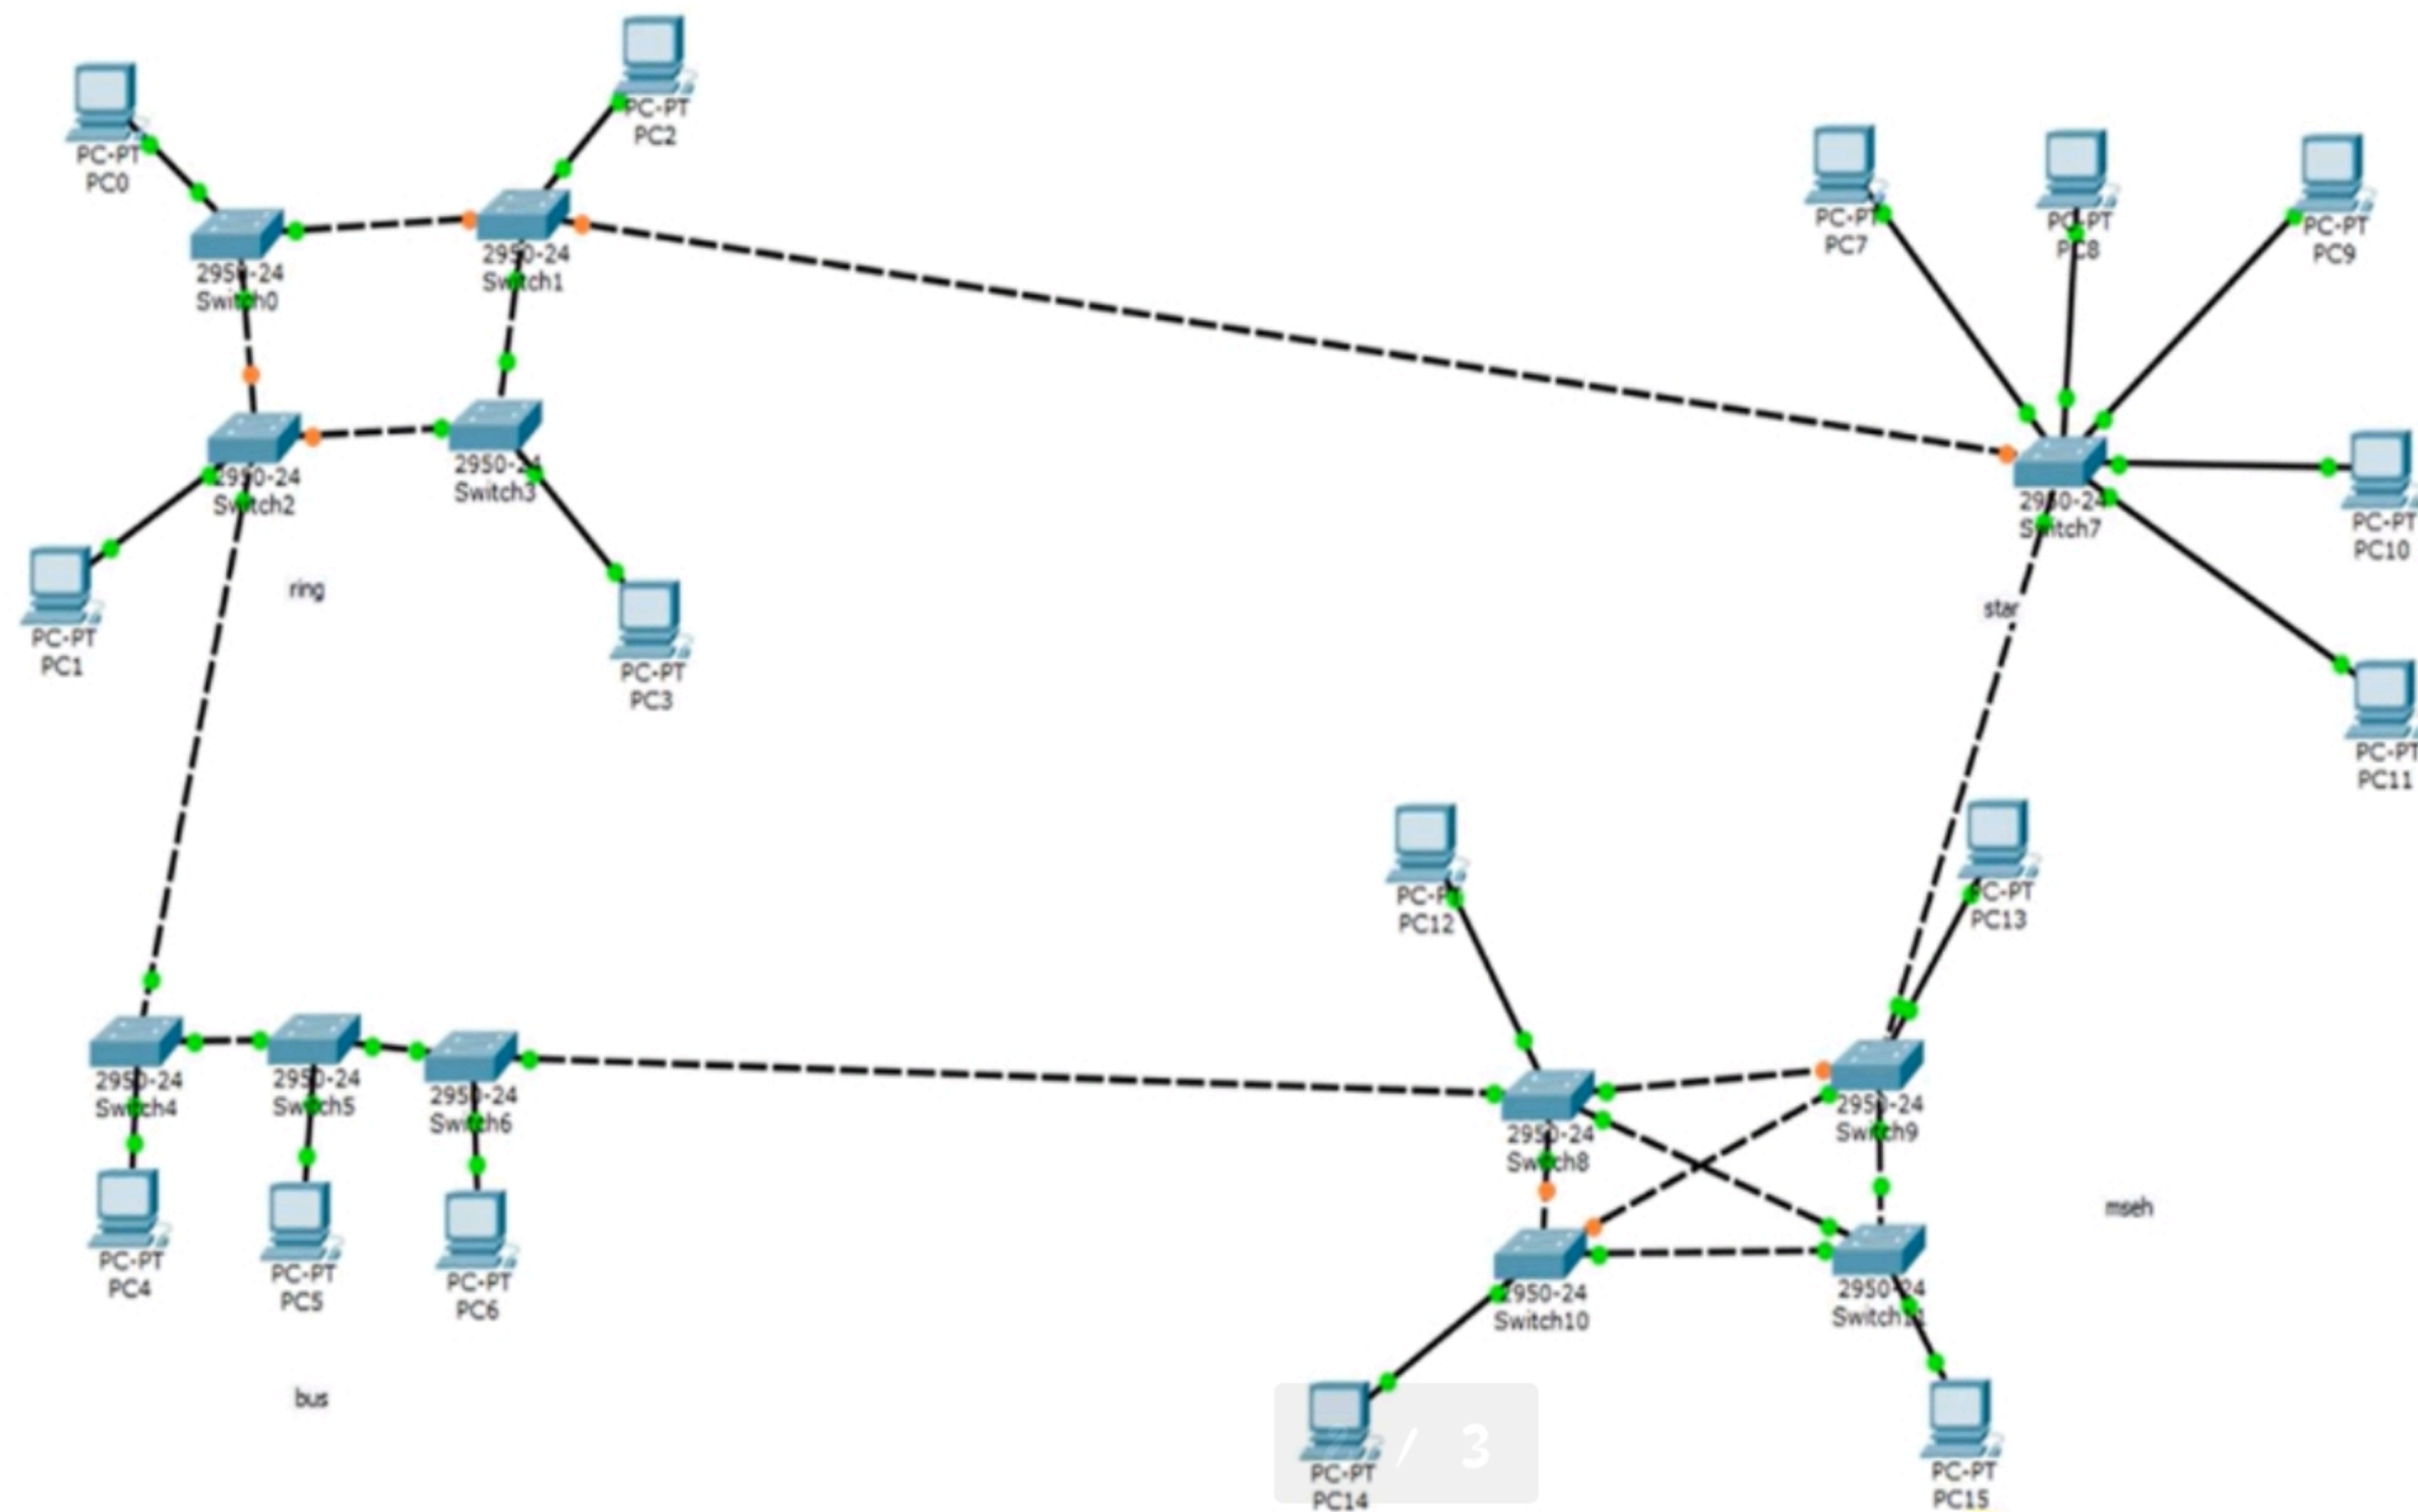 PC-PT
PC0
PC-PT
PC2
2950-24
Switch0
2950-24
Switch1
2950-24
Switch2
2950-24
Switch3
PC-PT
PC1
ring
PC-PT
PC3
PC-PT
PC7
PC-PT
PC8
PC-PT
PC9
2950-24
Switch7
PC-PT
PC10
star
PC-PT
PC11
2950-24
Switch4
2950-24
Switch5
2950-24
Switch6
PC-PT
PC4
PC-PT
PC5
PC-PT
PC6
bus
PC-PT
PC12
PC-PT
PC13
2950-24
Switch8
2950-24
Switch9
mseh
2950-24
Switch10
2950-24
Switch11
PC-PT
PC14
PC-PT
PC15
/ 3